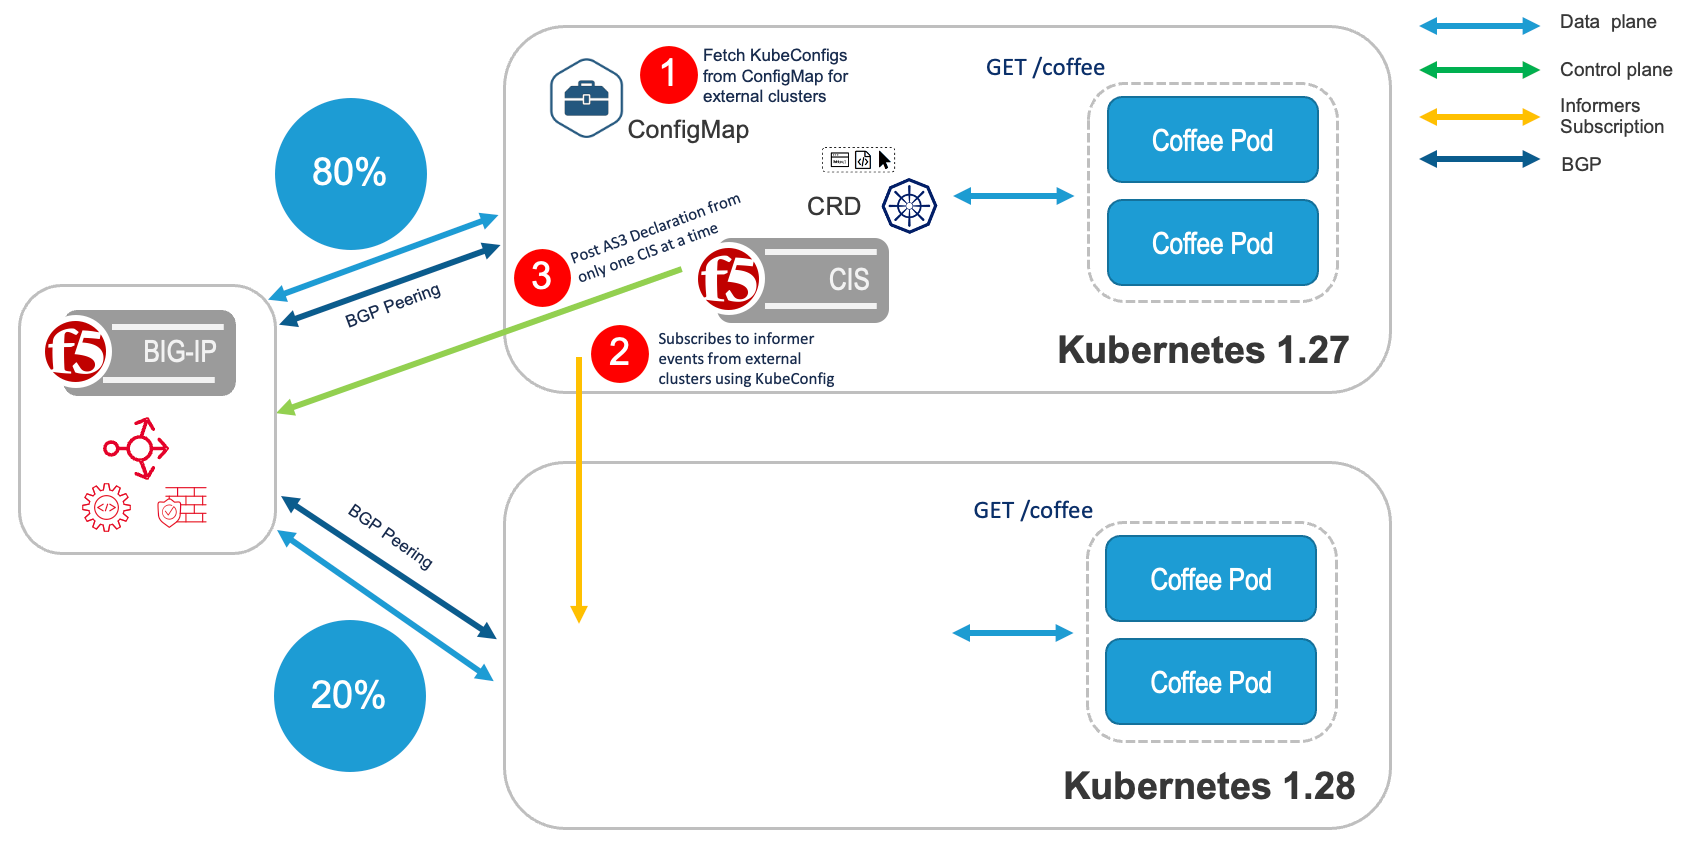 Data plane
Control plane
Informers
Subscription
BGP
1
Fetch KubeConfigs
from ConfigMap for
external clusters
ConfigMap
GET /coffee
Coffee Pod
Coffee Pod
CRD
80%
BGP Peering
3
Post AS3 Declaration from
only one CIS at a time
f5
CIS
2
Subscribes to informer
events from external
clusters using KubeConfig
Kubernetes 1.27
f5
BIG-IP
BGP Peering
20%
GET /coffee
Coffee Pod
Coffee Pod
Kubernetes 1.28